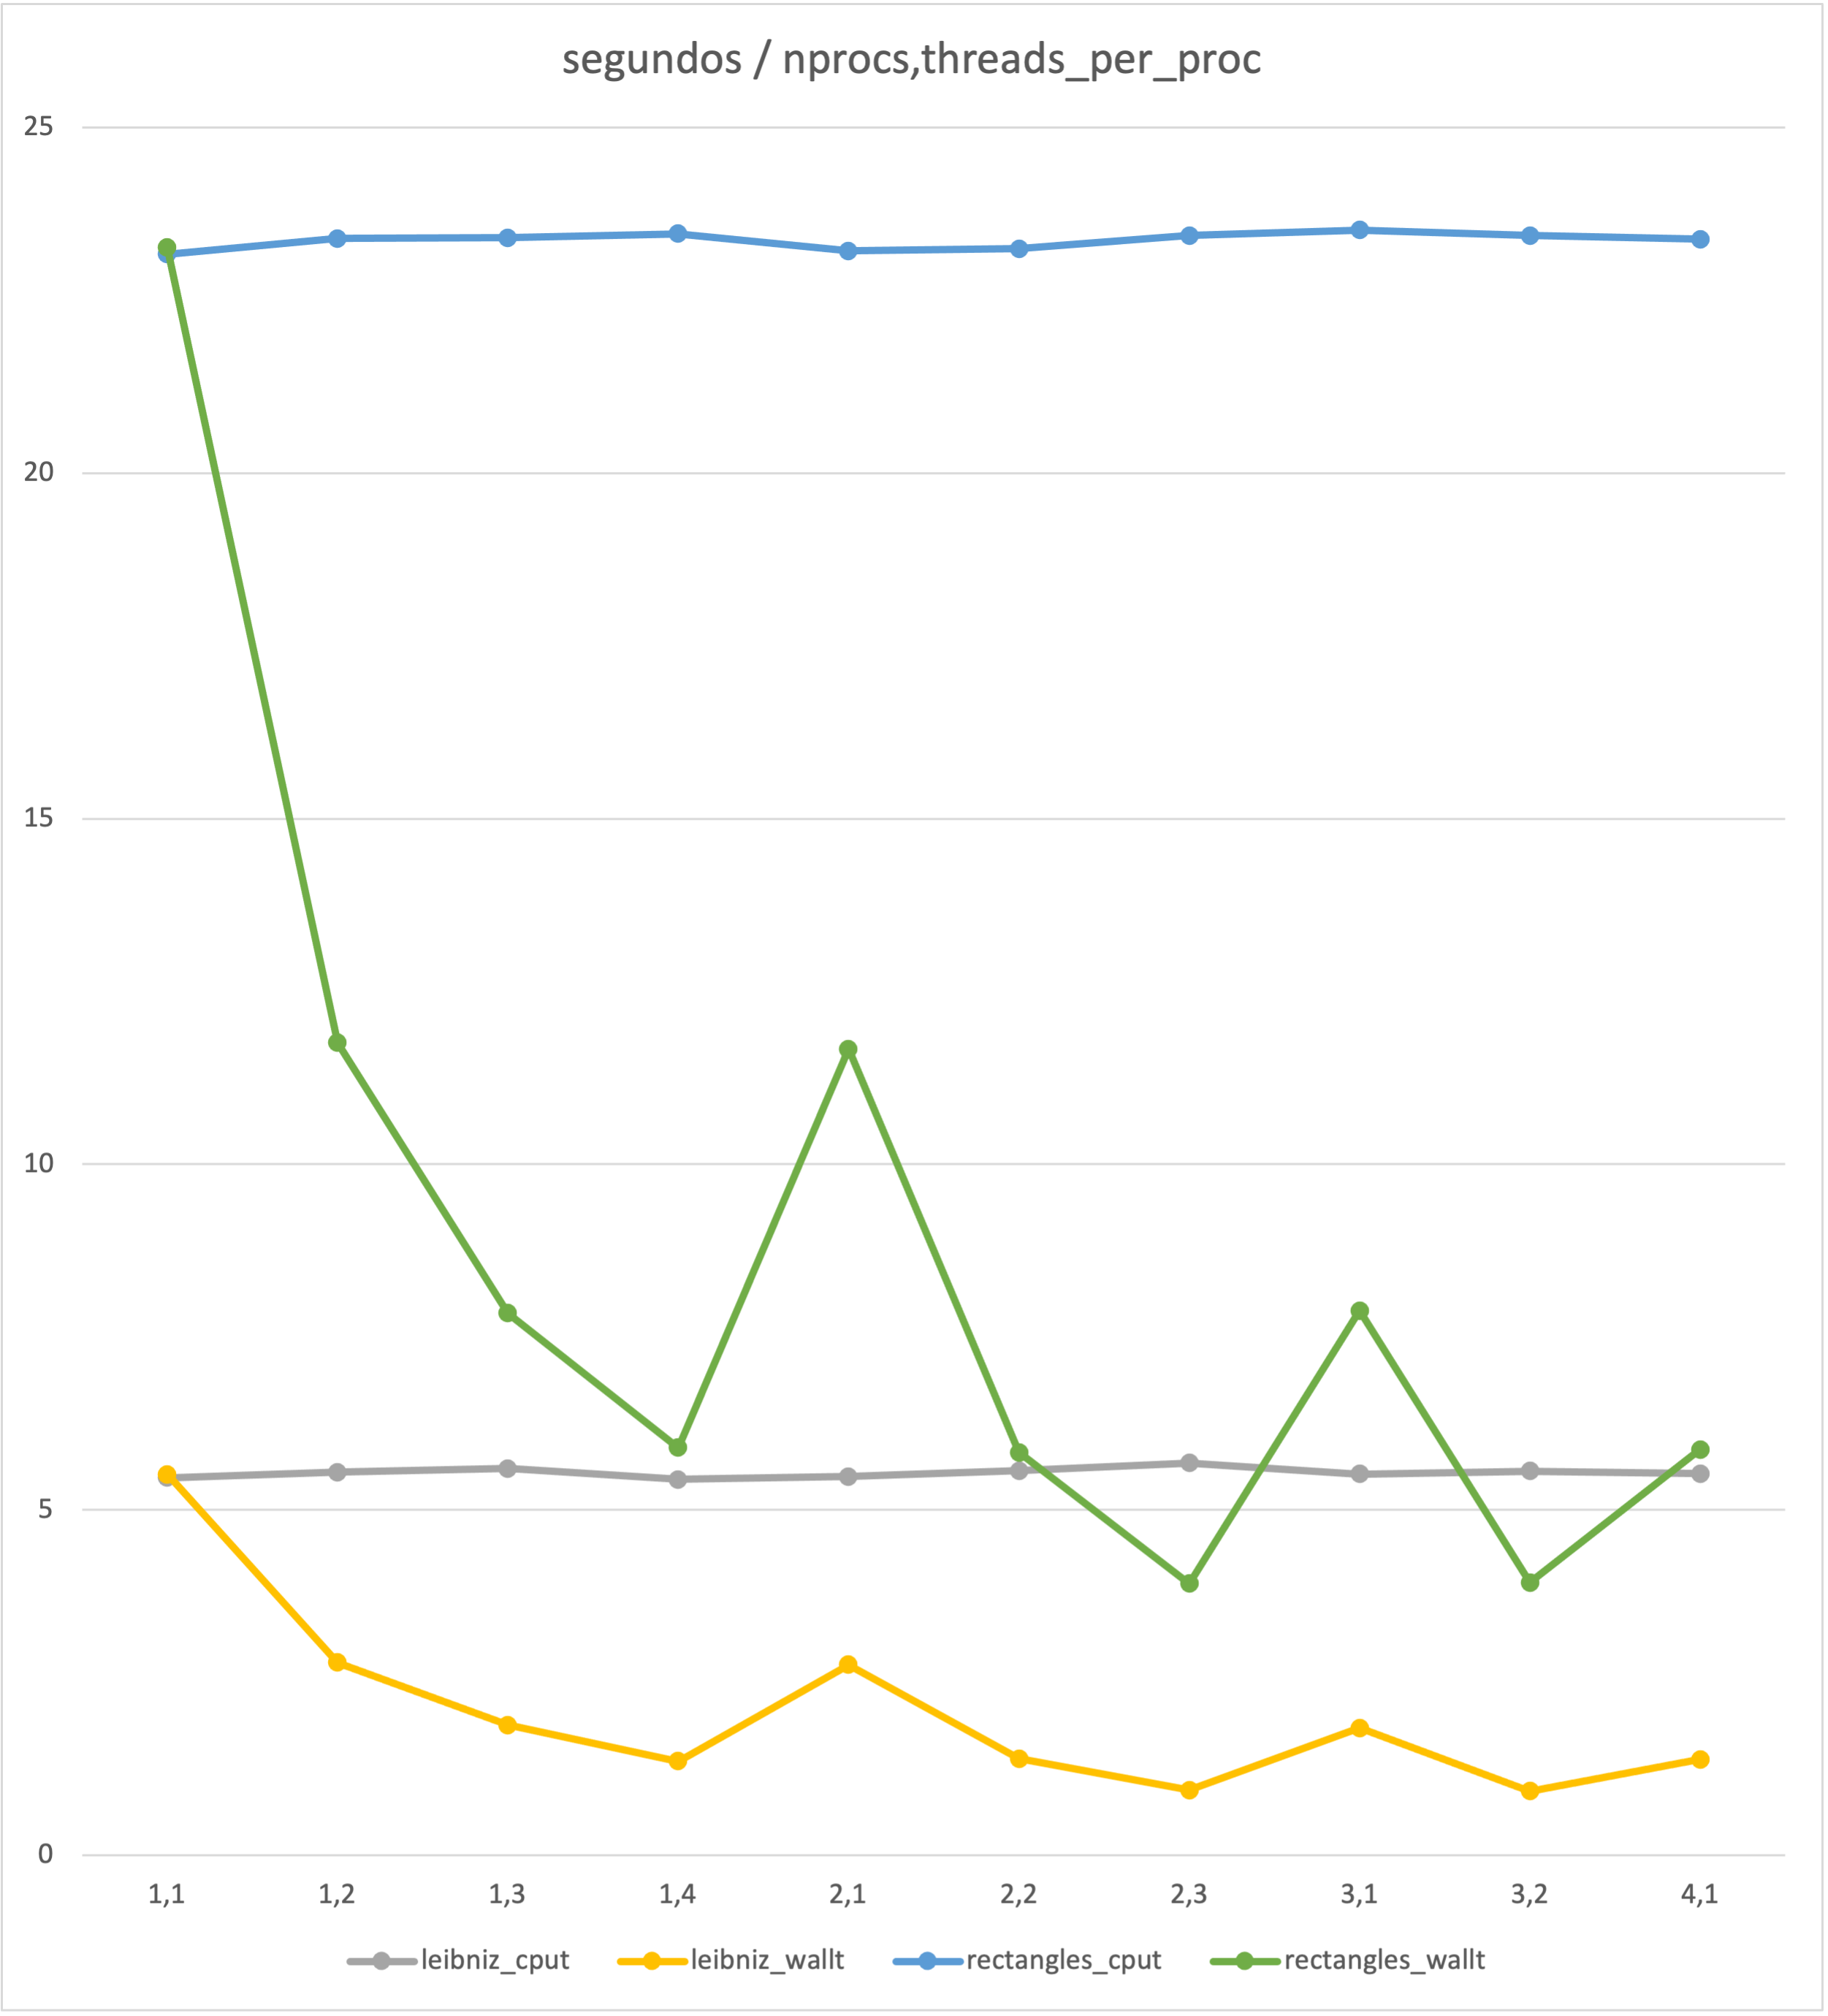 segundos / nprocs,threads_per_proc
25
20
15
10
5
0
1,1 1,2 1,3 1,4 2,1 2,2 2,3 3,1 3,2 4,1
leibniz_cput leibniz_wallt rectangles_cput rectangles_wallt